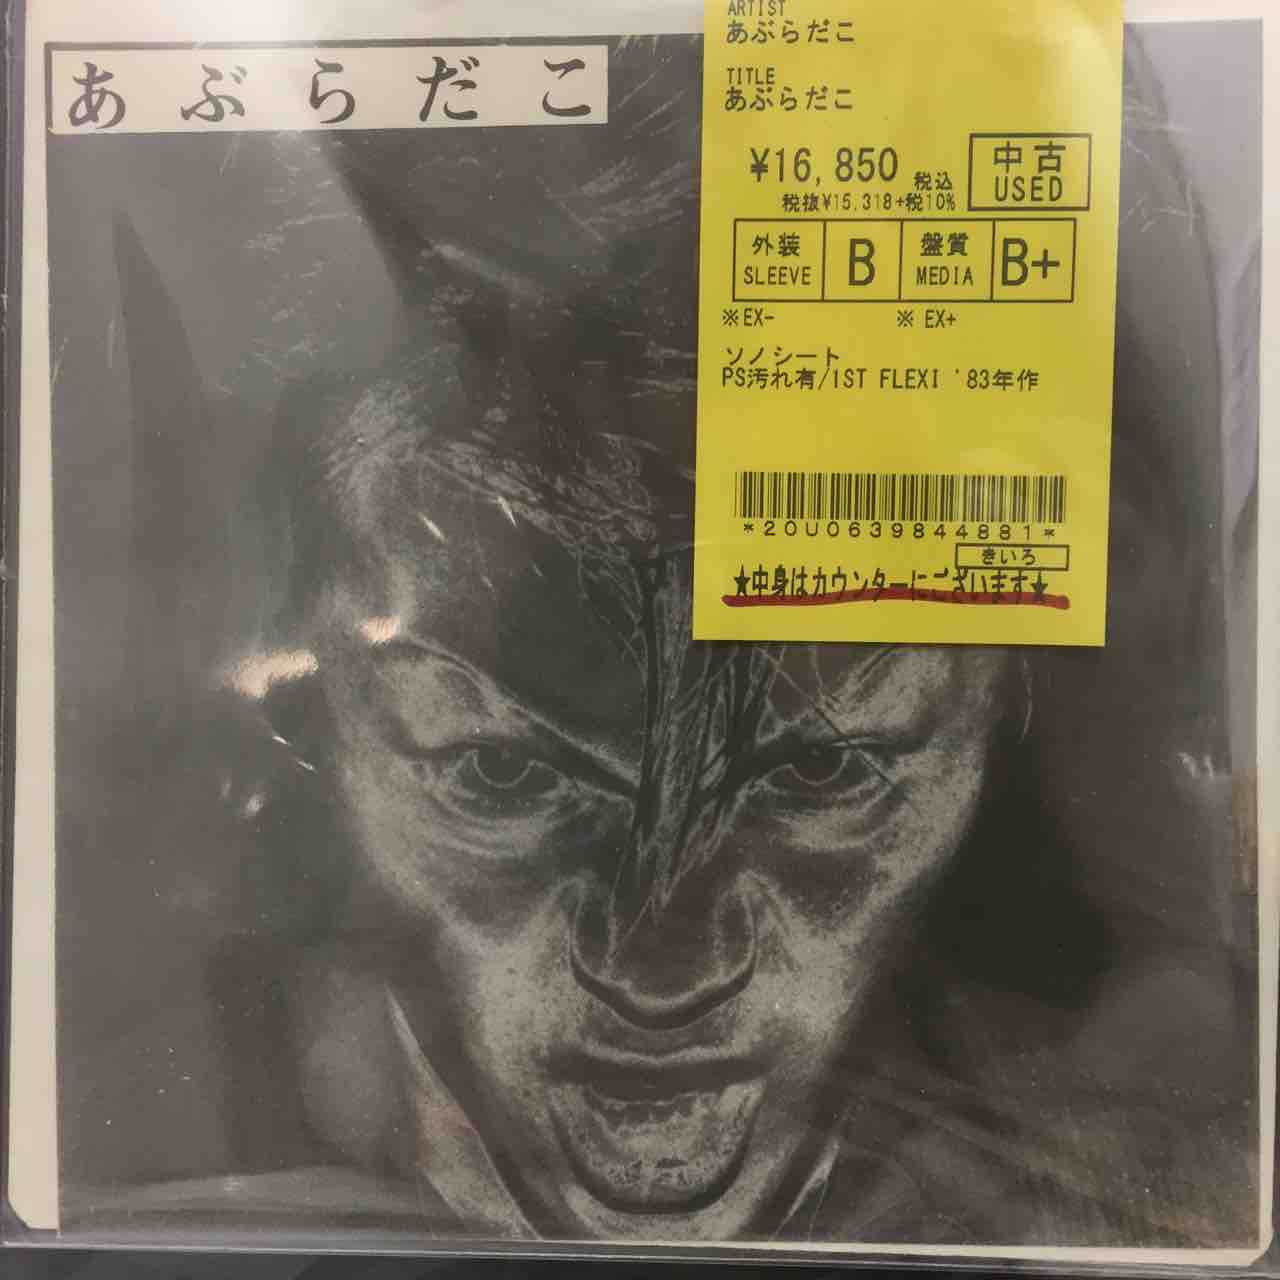 あぶらだこ
ARTIST
あぶらだこ
TITLE
あぶらだこ
¥16,850 税込
税抜¥15,318+税10%
中古
USED
外装
SLEEVE
B
盤質
MEDIA
B+
※EX-
※ EX+
ソノシート
PS汚れ有/1ST FLEXI '83年作
*20U0639844881*
きいろ
★中身はカウンターにございます★